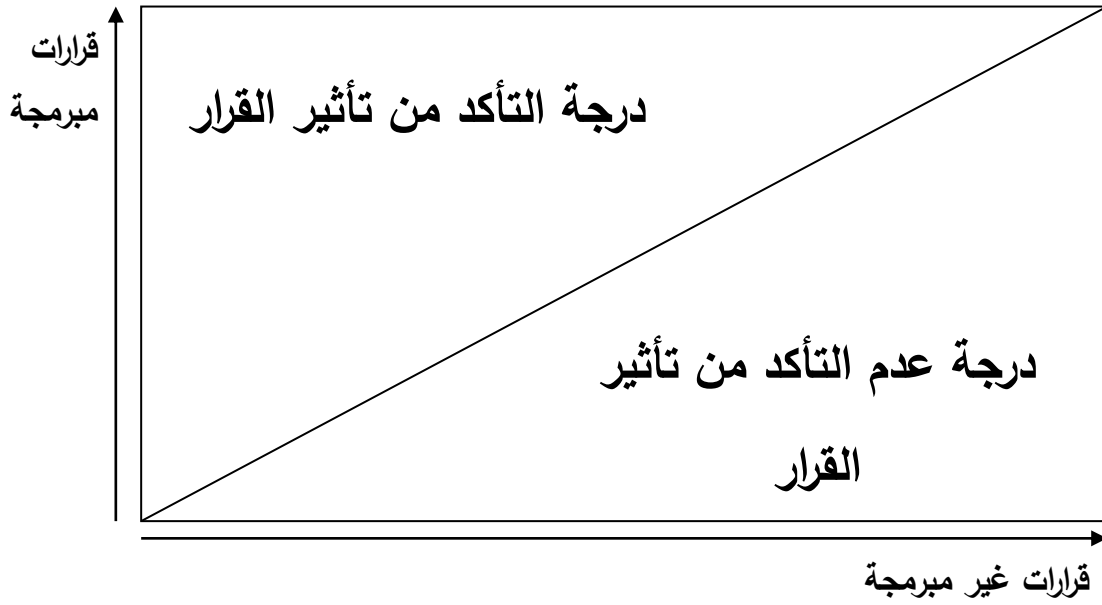 قرارات
مبرمجة
درجة التأكد من تأثير القرار
درجة عدم التأكد من تأثير
القرار
قرارات غير مبرمجة